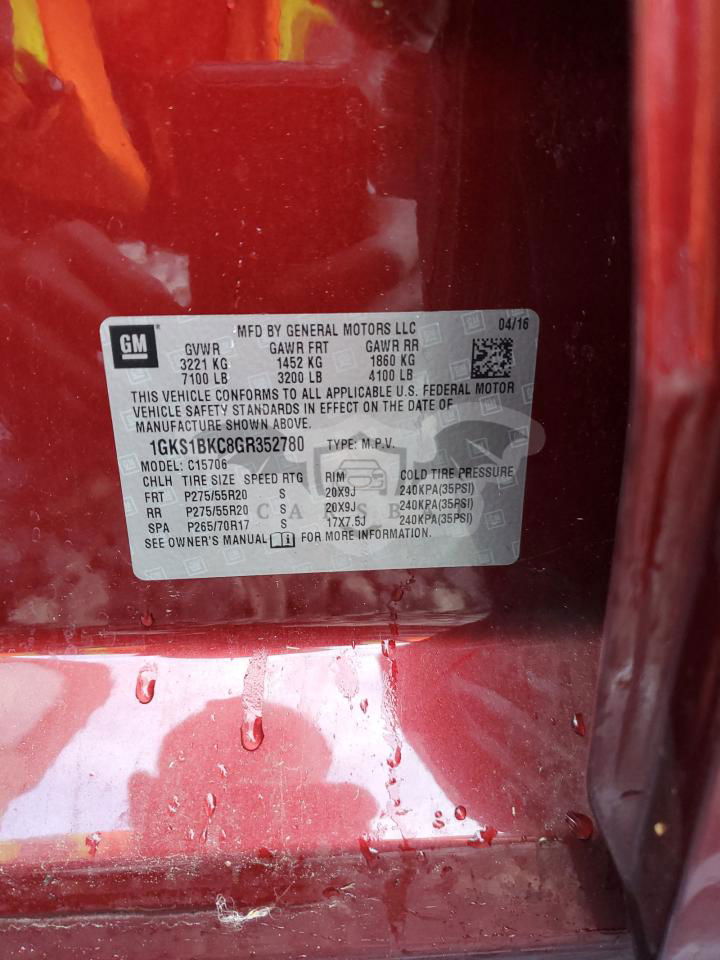 GM
MFD BY GENERAL MOTORS LLC 04/16
GVWR GAWR FRT GAWR RR
3221 KG 1452 KG 1860 KG
7100 LB 3200 LB 4100 LB
THIS VEHICLE CONFORMS TO ALL APPLICABLE U.S. FEDERAL MOTOR
VEHICLE SAFETY STANDARDS IN EFFECT ON THE DATE OF
MANUFACTURE SHOWN ABOVE.
1GKS1BKC8GR352780 TYPE: M.P.V.
MODEL: C15706
CHLH TIRE SIZE SPEED RTG RIM COLD TIRE PRESSURE
FRT P275/55R20 S 20X9J 240KPA(35PSI)
RR P275/55R20 S 20X9J 240KPA(35PSI)
SPA P265/70R17 S 17X7.5J 240KPA(35PSI)
SEE OWNER'S MANUAL FOR MORE INFORMATION.